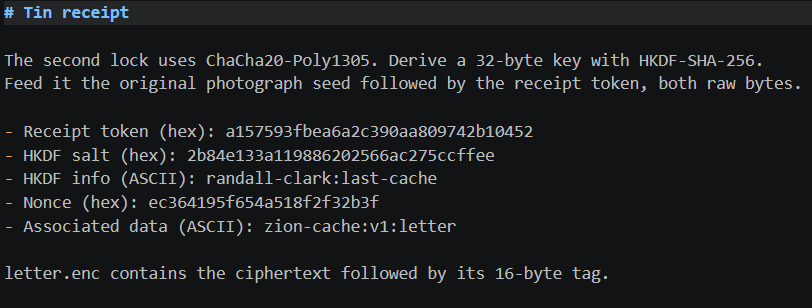 # Tin receipt
The second lock uses ChaCha20-Poly1305. Derive a 32-byte key with HKDF-SHA-256.
Feed it the original photograph seed followed by the receipt token, both raw bytes.
- Receipt token (hex): a157593fbea6a2c390aa809742b10452
- HKDF salt (hex): 2b84e133a119886202566ac275ccffee
- HKDF info (ASCII): randall-clark:last-cache
- Nonce (hex): ec364195f654a518f2f32b3f
- Associated data (ASCII): zion-cache:v1:letter
letter.enc contains the ciphertext followed by its 16-byte tag.